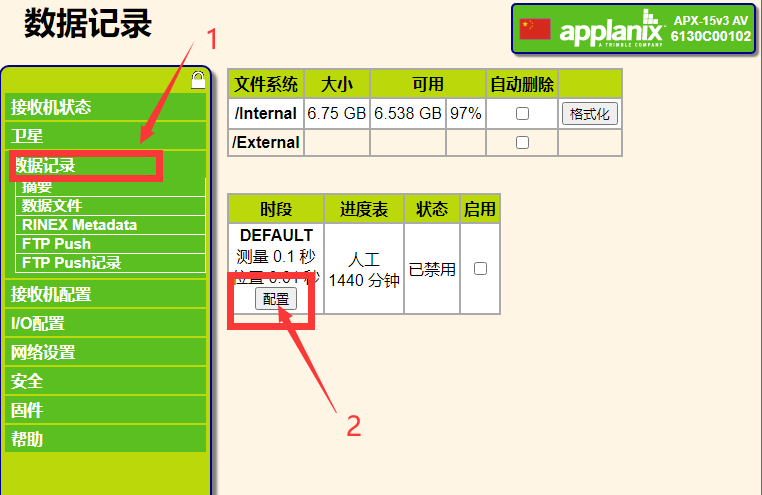 数据记录
1
applanix
A TRIMBLE COMPANY
APX-15v3 AV
6130C00102
接收机状态
卫星
数据记录
摘要
数据文件
RINEX Metadata
FTP Push
FTP Push记录
接收机配置
I/O配置
网络设置
安全
固件
帮助
文件系统 大小 可用 自动删除
/Internal 6.75 GB 6.538 GB 97% 格式化
/External
时段 进度表 状态 启用
DEFAULT
测量 0.1 秒
位置 0.01 秒
配置
人工
1440 分钟
已禁用
2